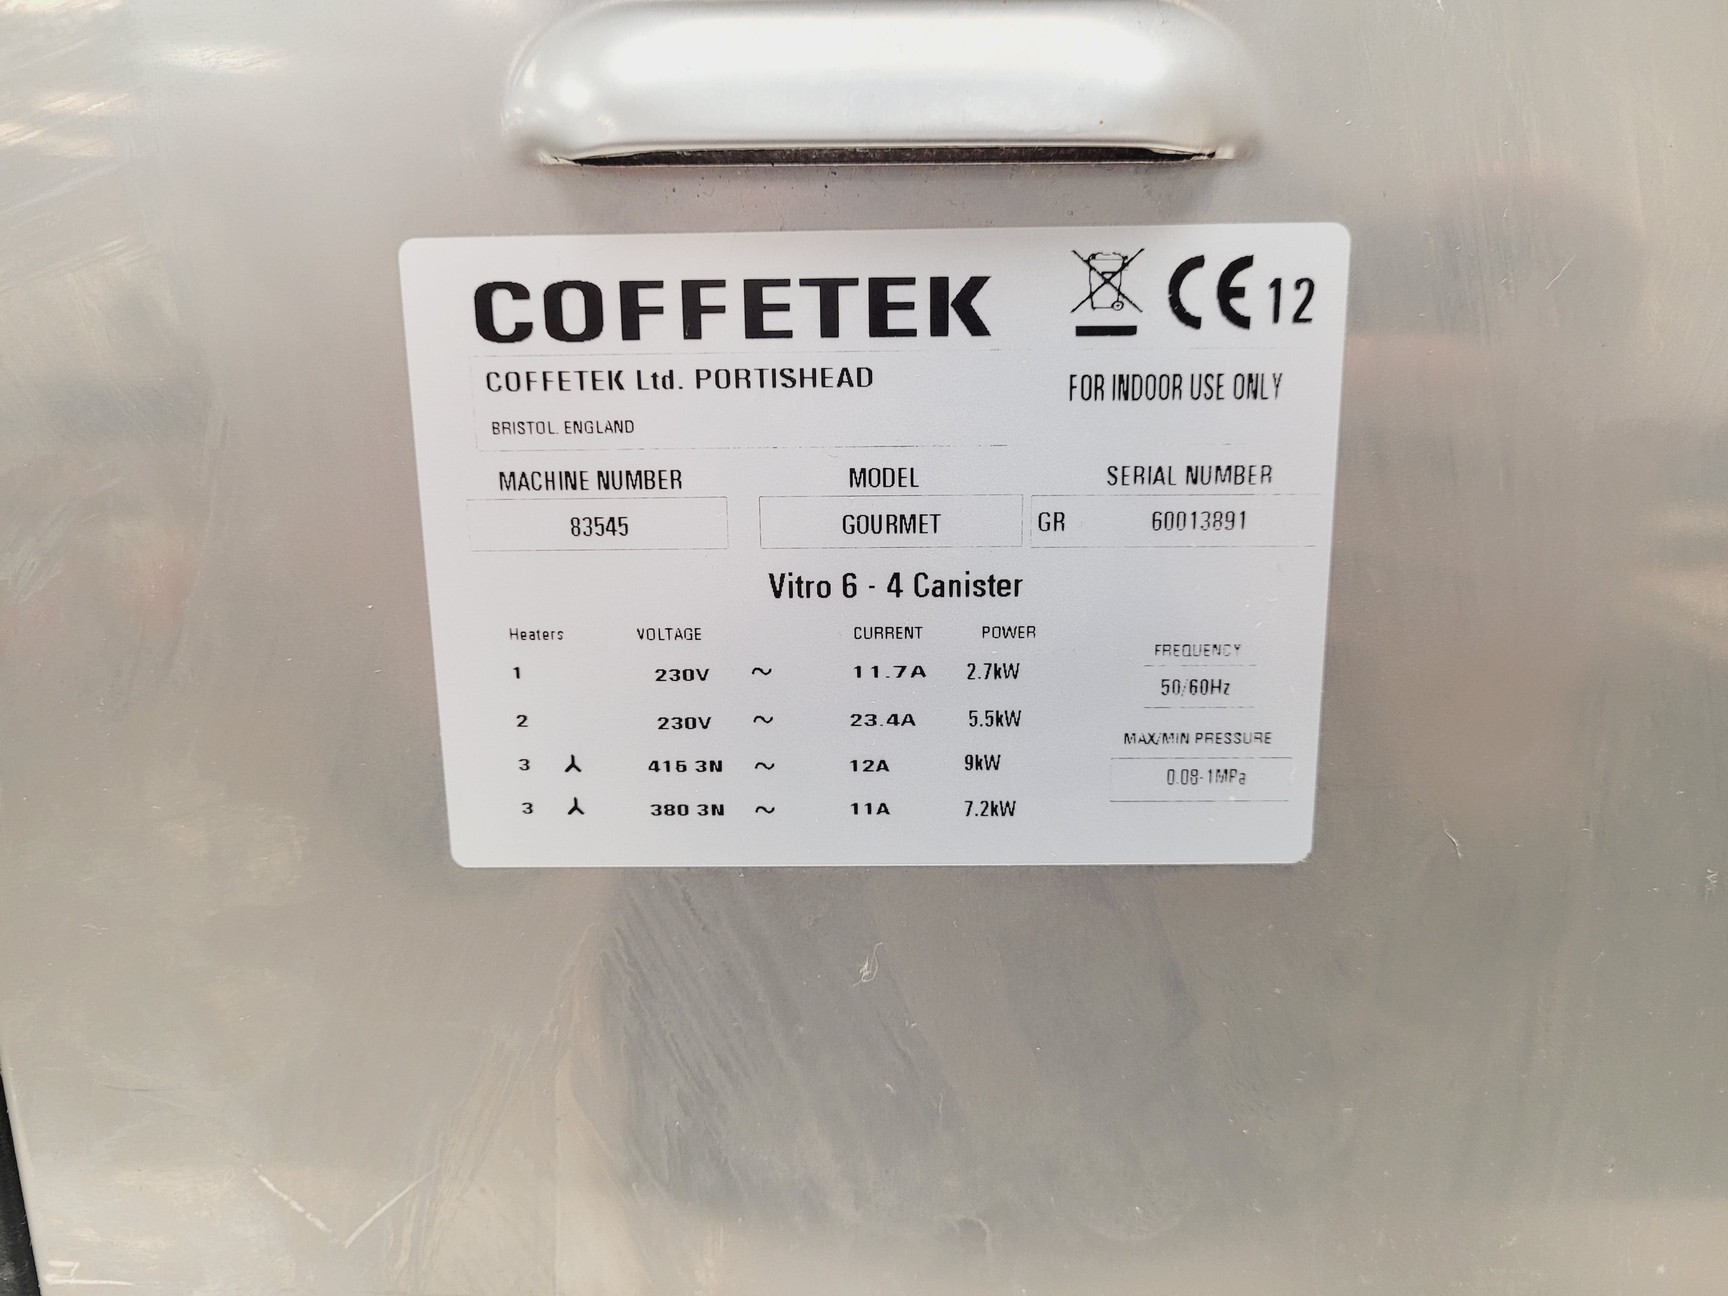 COFFETEK
CE 12
COFFETEK Ltd. PORTISHEAD
FOR INDOOR USE ONLY
BRISTOL. ENGLAND
MACHINE NUMBER MODEL SERIAL NUMBER
83545 GOURMET GR 60013891
Vitro 6 - 4 Canister
Heaters VOLTAGE CURRENT POWER
1 230V ~ 11.7A 2.7kW
2 230V ~ 23.4A 5.5kW
3 415 3N ~ 12A 9kW
3 380 3N ~ 11A 7.2kW
FREQUENCY
50/60Hz
MAX/MIN PRESSURE
0.08-1MPa